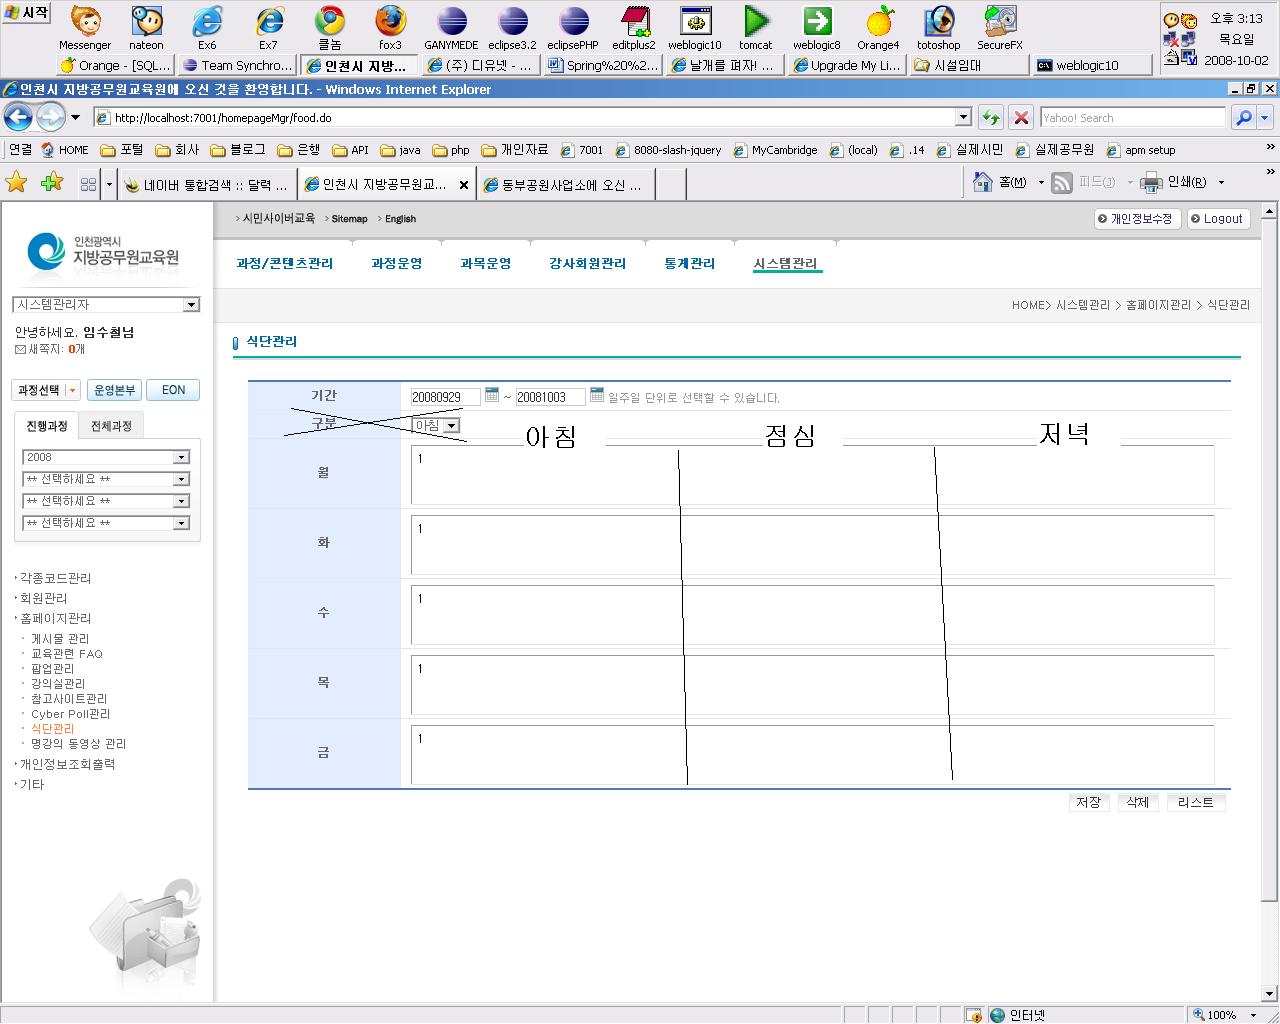 시작
Messenger
nateon
Ex6
Ex7
클놈
fox3
GANYMEDE
eclipse3.2
eclipsePHP
editplus2
weblogic10
tomcat
weblogic8
Orange4
totoshop
SecureFX
오후 3:13
목요일
2008-10-02
Orange - [SQL...
Team Synchro...
인천시 지방...
(주) 디유넷 - ...
Spring%20%2...
날개를 펴자! ...
Upgrade My Li...
시설임대
weblogic10
인천시 지방공무원교육원에 오신 것을 환영합니다. - Windows Internet Explorer
http://localhost:7001/homepageMgr/food.do
Yahoo! Search
연결
HOME
포털
회사
블로그
은행
API
java
php
개인자료
7001
8080-slash-jquery
MyCambridge
(local)
.14
실제시민
실제공무원
apm setup
네이버 통합검색 :: 달력 ...
인천시 지방공무원교...
동부공원사업소에 오신 ...
홈(M)
피드(J)
인쇄(R)
시민사이버교육
Sitemap
English
개인정보수정
Logout
인천광역시
지방공무원교육원
과정/콘텐츠관리
과정운영
과목운영
강사회원관리
통계관리
시스템관리
시스템관리자
안녕하세요. 임수철님
새쪽지: 0개
HOME> 시스템관리 > 홈페이지관리 > 식단관리
식단관리
과정선택
운영본부
EON
진행과정
전체과정
2008
** 선택하세요 **
** 선택하세요 **
** 선택하세요 **
기간
20080929 ~ 20081003 일주일 단위로 선택할 수 있습니다.
구분
아침
아침
점심
저녁
월
1
화
1
수
1
목
1
금
1
저장
삭제
리스트
각종코드관리
회원관리
홈페이지관리
게시물 관리
교육관련 FAQ
팝업관리
강의실관리
참고사이트관리
Cyber Poll관리
식단관리
명강의 동영상 관리
개인정보조회출력
기타
인터넷
100%